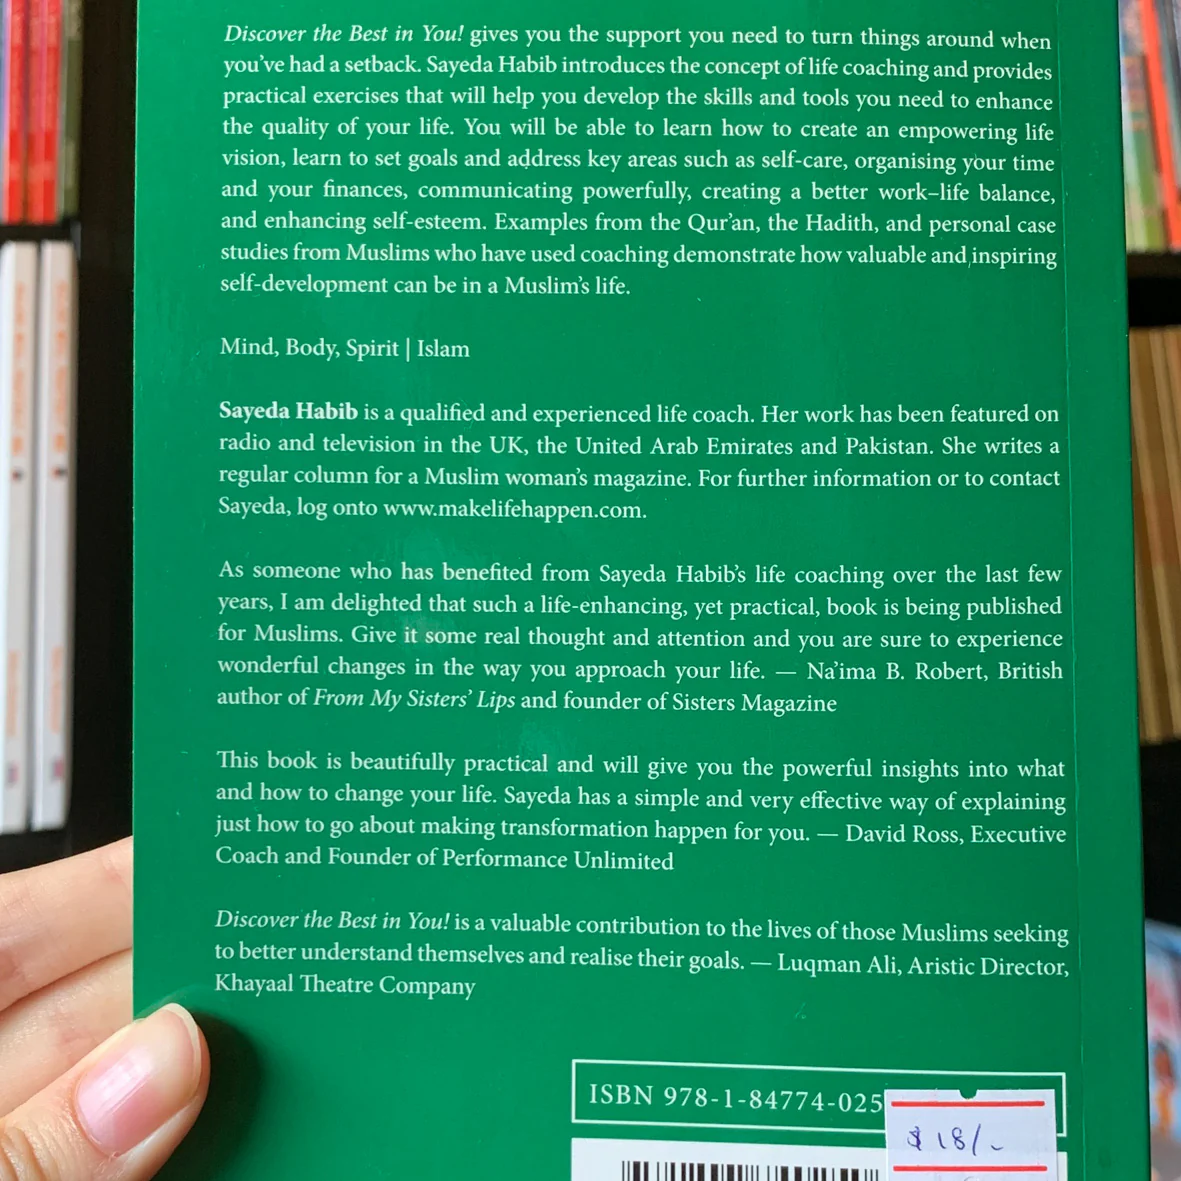 Discover the Best in You! gives you the support you need to turn things around when
you've had a setback. Sayeda Habib introduces the concept of life coaching and provides
practical exercises that will help you develop the skills and tools you need to enhance
the quality of your life. You will be able to learn how to create an empowering life
vision, learn to set goals and address key areas such as self-care, organising your time
and your finances, communicating powerfully, creating a better work–life balance,
and enhancing self-esteem. Examples from the Qur'an, the Hadith, and personal case
studies from Muslims who have used coaching demonstrate how valuable and inspiring
self-development can be in a Muslim's life.
Mind, Body, Spirit | Islam
Sayeda Habib is a qualified and experienced life coach. Her work has been featured on
radio and television in the UK, the United Arab Emirates and Pakistan. She writes a
regular column for a Muslim woman's magazine. For further information or to contact
Sayeda, log onto www.makelifehappen.com.
As someone who has benefited from Sayeda Habib's life coaching over the last few
years, I am delighted that such a life-enhancing, yet practical, book is being published
for Muslims. Give it some real thought and attention and you are sure to experience
wonderful changes in the way you approach your life. — Na'ima B. Robert, British
author of From My Sisters' Lips and founder of Sisters Magazine
This book is beautifully practical and will give you the powerful insights into what
and how to change your life. Sayeda has a simple and very effective way of explaining
just how to go about making transformation happen for you. — David Ross, Executive
Coach and Founder of Performance Unlimited
Discover the Best in You! is a valuable contribution to the lives of those Muslims seeking
to better understand themselves and realise their goals. — Luqman Ali, Aristic Director,
Khayaal Theatre Company
ISBN 978-1-84774-025
$ 18/-